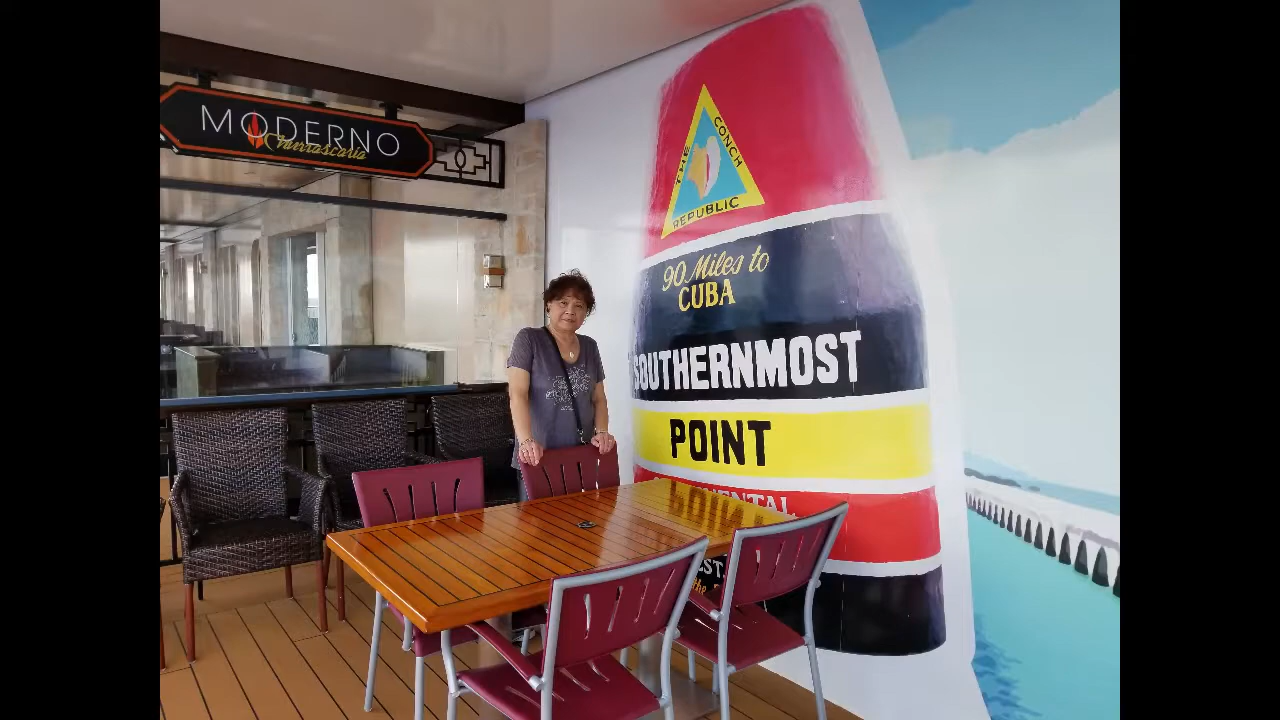 MODERNO
Churrascaria
THE CONCH
REPUBLIC
90 Miles to
CUBA
SOUTHERNMOST
POINT